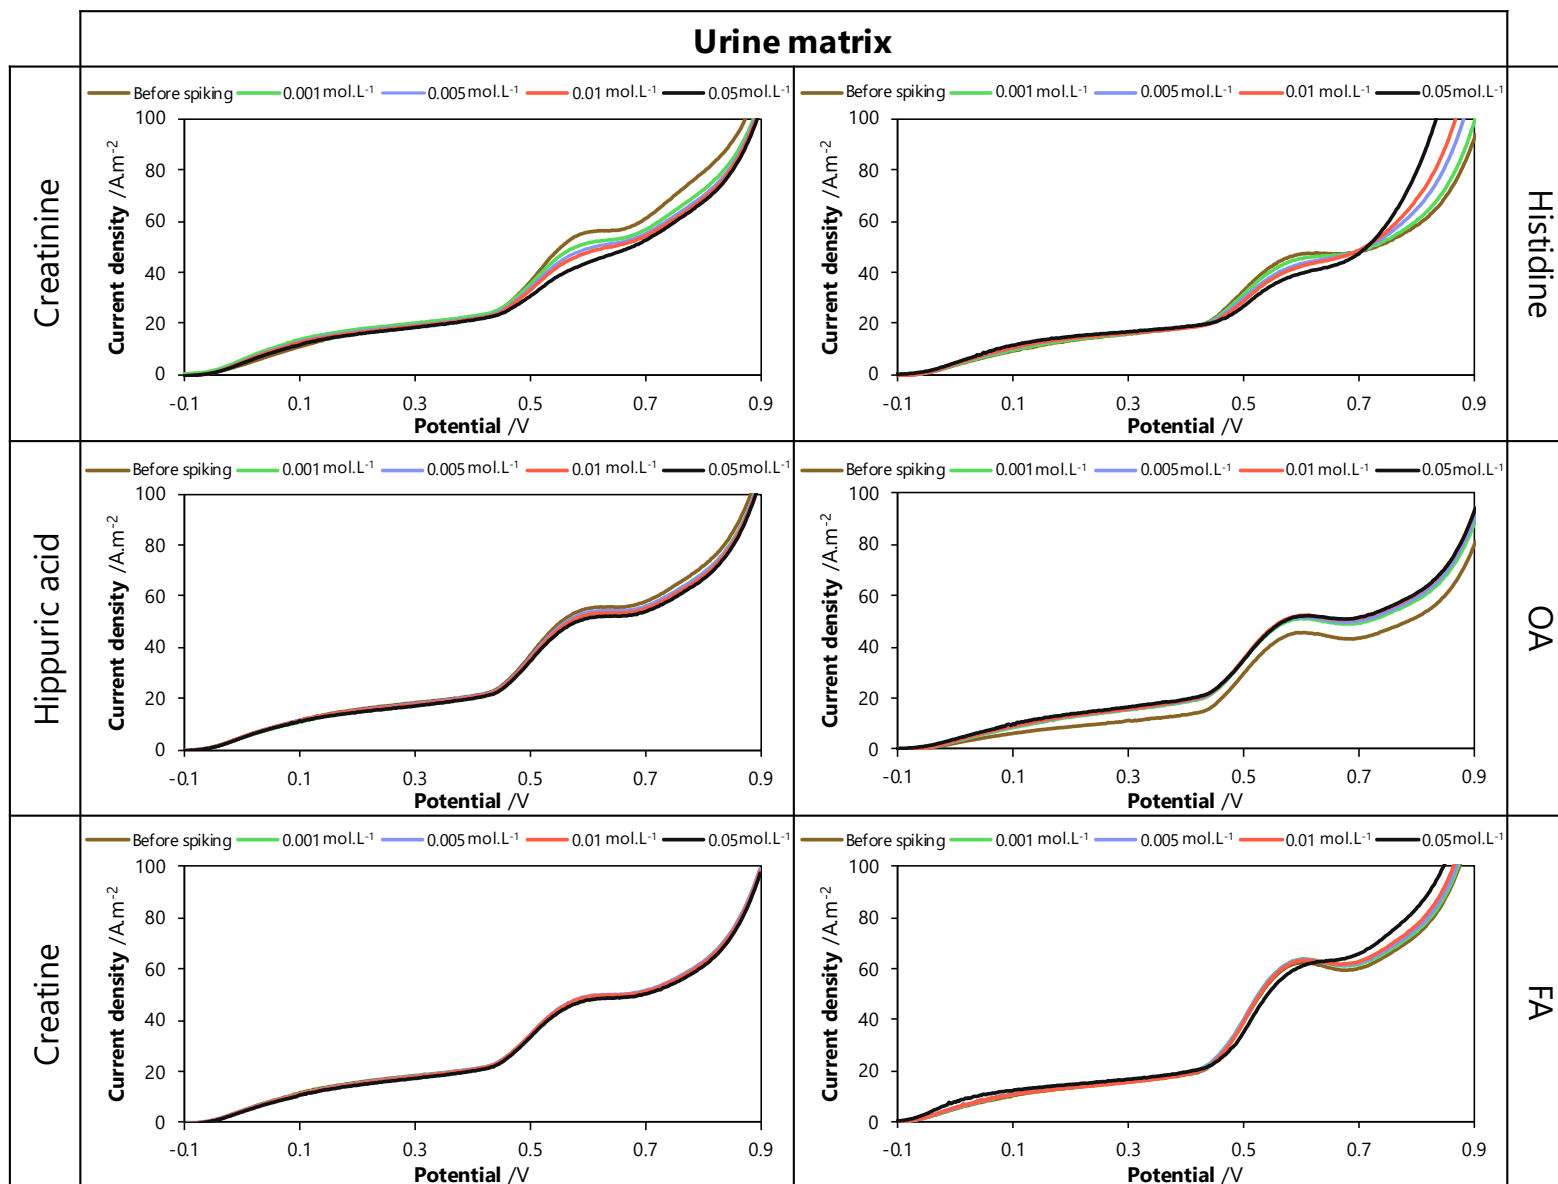 Urine matrix
Creatinine
Before spiking 0.001 mol.L-1 0.005 mol.L-1 0.01 mol.L-1 0.05mol.L-1
Current density /A.m-2
100
80
60
40
20
0
-0.1 0.1 0.3 0.5 0.7 0.9
Potential /V
Histidine
Before spiking 0.001 mol.L-1 0.005 mol.L-1 0.01 mol.L-1 0.05mol.L-1
Current density /A.m-2
100
80
60
40
20
0
-0.1 0.1 0.3 0.5 0.7 0.9
Potential /V
Hippuric acid
Before spiking 0.001 mol.L-1 0.005 mol.L-1 0.01 mol.L-1 0.05mol.L-1
Current density /A.m-2
100
80
60
40
20
0
-0.1 0.1 0.3 0.5 0.7 0.9
Potential /V
OA
Before spiking 0.001 mol.L-1 0.005mol.L-1 0.01 mol.L-1 0.05mol.L-1
Current density /A.m-2
100
80
60
40
20
0
-0.1 0.1 0.3 0.5 0.7 0.9
Potential /V
Creatine
Before spiking 0.001 mol.L-1 0.005 mol.L-1 0.01 mol.L-1 0.05mol.L-1
Current density /A.m-2
100
80
60
40
20
0
-0.1 0.1 0.3 0.5 0.7 0.9
Potential /V
FA
Before spiking 0.001 mol.L-1 0.005 mol.L-1 0.01 mol.L-1 0.05mol.L-1
Current density /A.m-2
100
80
60
40
20
0
-0.1 0.1 0.3 0.5 0.7 0.9
Potential /V